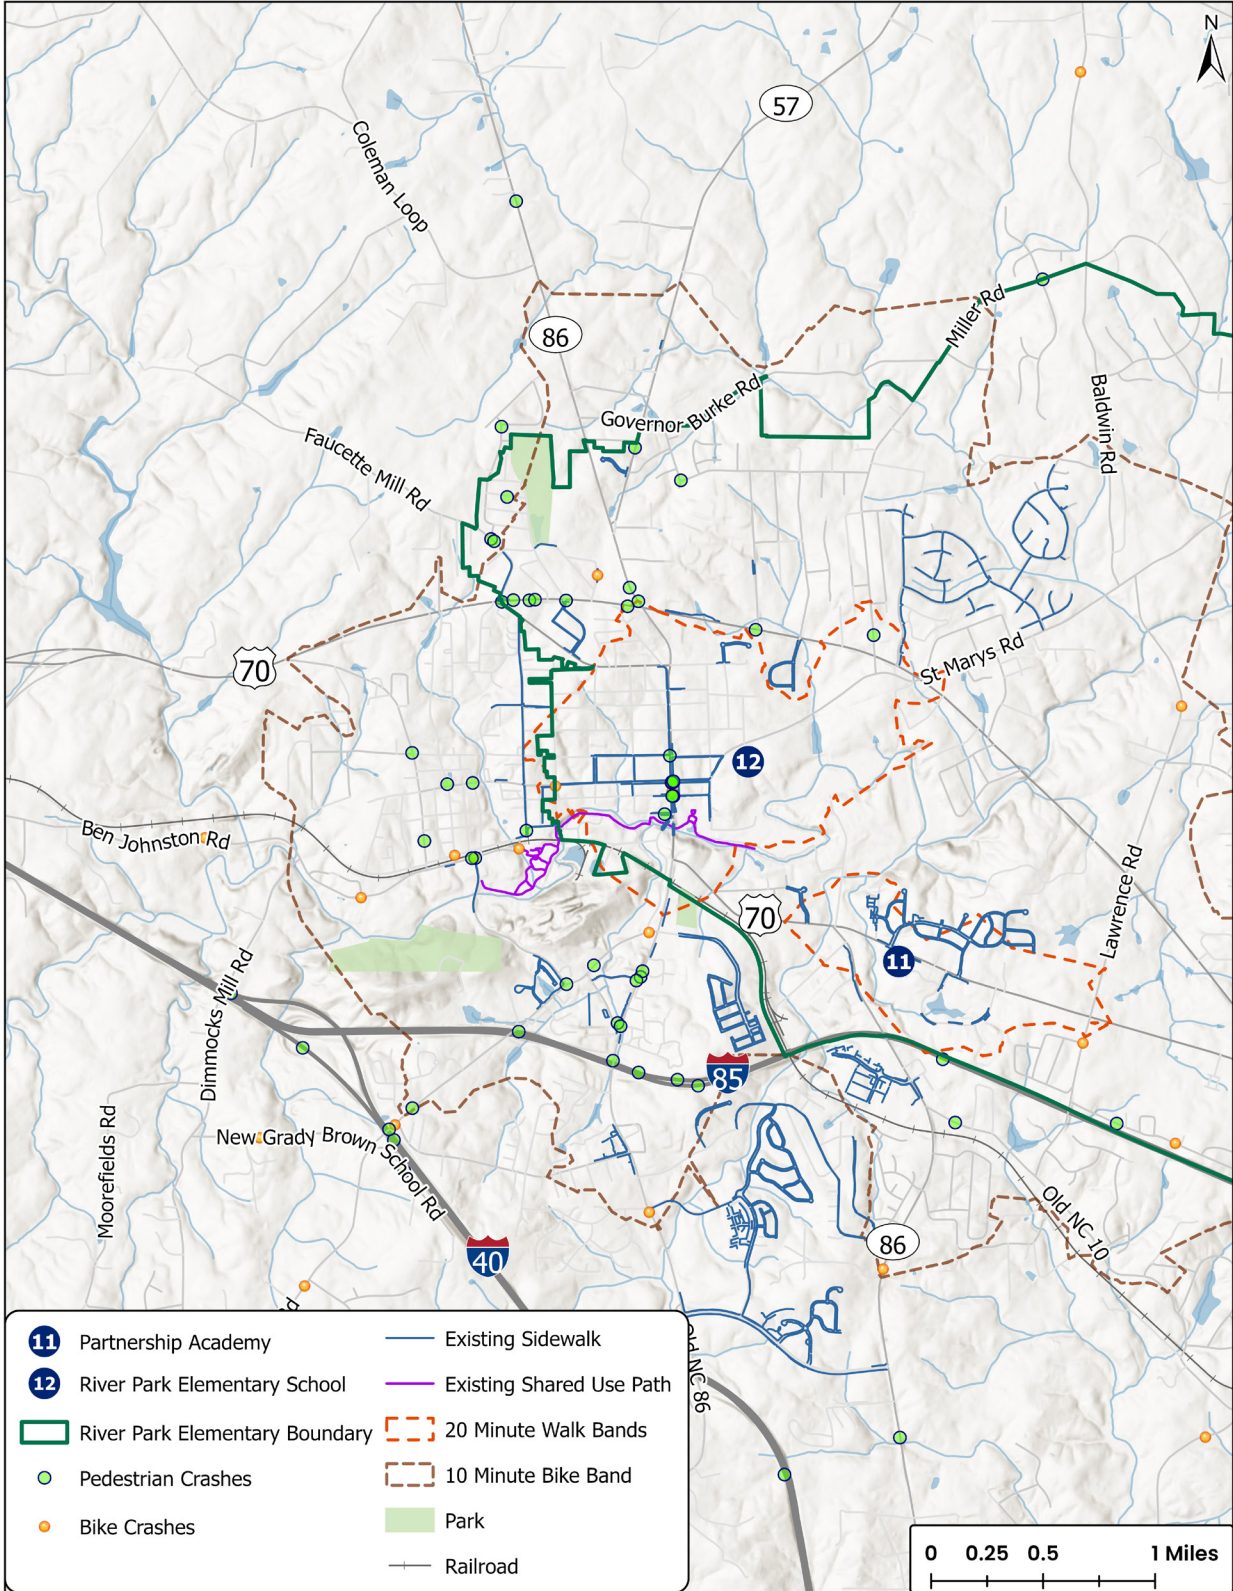 N
57
Coleman Loop
86
Miller Rd
Governor Burke Rd
Baldwin Rd
Faucette Mill Rd
70
St Marys Rd
12
Ben Johnston Rd
Lawrence Rd
70
11
Dimmocks Mill Rd
85
Moorefields Rd
New Grady Brown School Rd
Old NC 10
86
40
Old NC 86
11 Partnership Academy
12 River Park Elementary School
River Park Elementary Boundary
Pedestrian Crashes
Bike Crashes
Existing Sidewalk
Existing Shared Use Path
20 Minute Walk Bands
10 Minute Bike Band
Park
Railroad
0 0.25 0.5 1 Miles